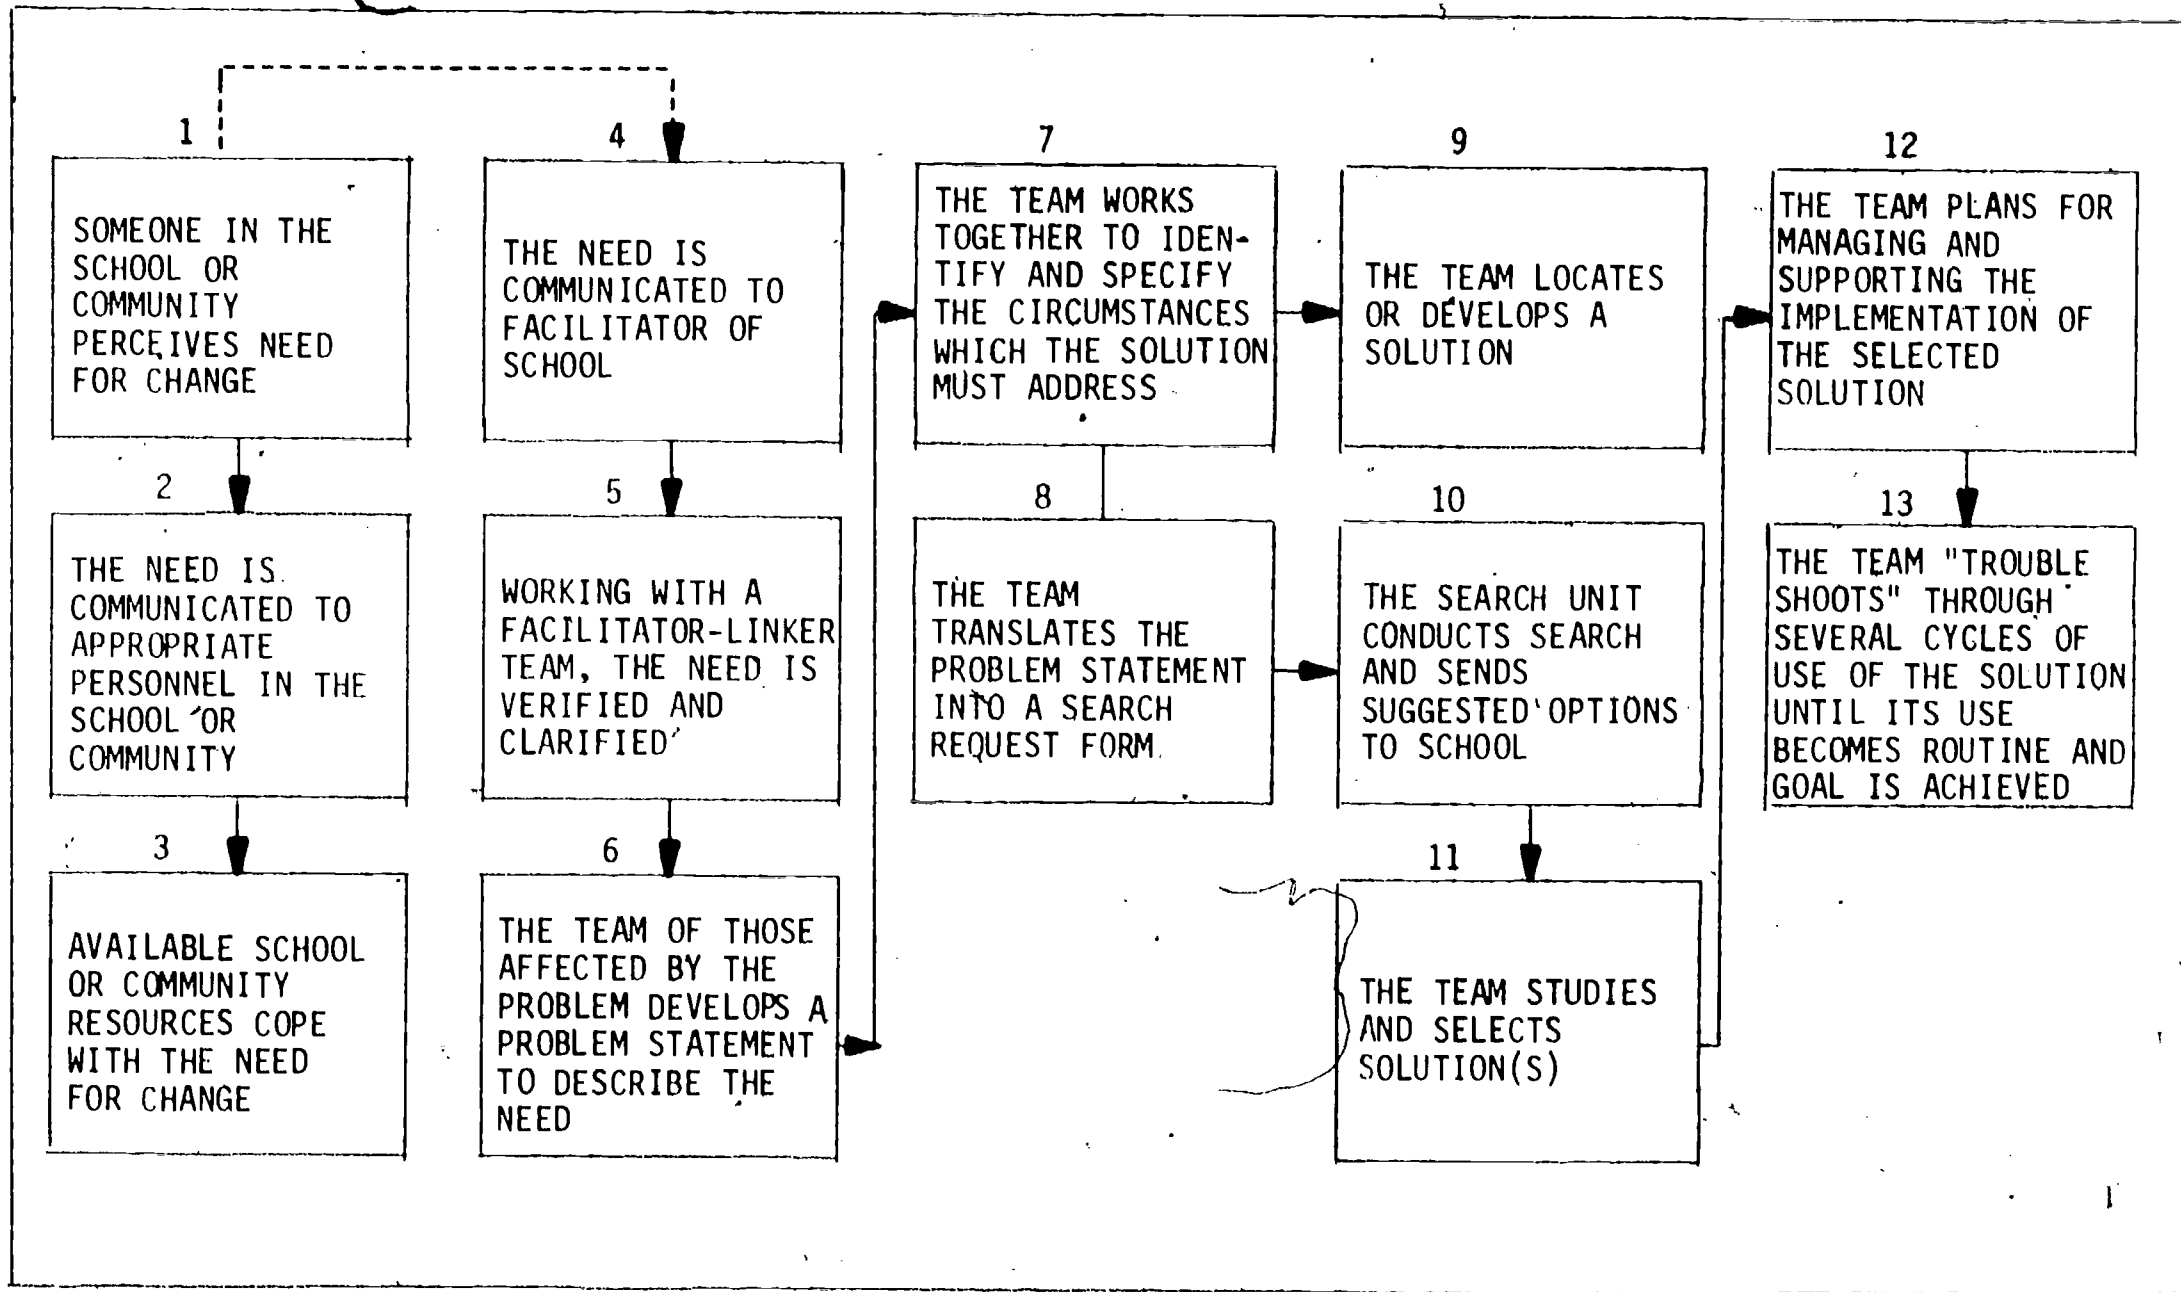 1
SOMEONE IN THE
SCHOOL OR
COMMUNITY
PERCEIVES NEED
FOR CHANGE
2
THE NEED IS
COMMUNICATED TO
APPROPRIATE
PERSONNEL IN THE
SCHOOL OR
COMMUNITY
3
AVAILABLE SCHOOL
OR COMMUNITY
RESOURCES COPE
WITH THE NEED
FOR CHANGE
4
THE NEED IS
COMMUNICATED TO
FACILITATOR OF
SCHOOL
5
WORKING WITH A
FACILITATOR-LINKER
TEAM, THE NEED IS
VERIFIED AND
CLARIFIED
6
THE TEAM OF THOSE
AFFECTED BY THE
PROBLEM DEVELOPS A
PROBLEM STATEMENT
TO DESCRIBE THE
NEED
7
THE TEAM WORKS
TOGETHER TO IDEN-
TIFY AND SPECIFY
THE CIRCUMSTANCES
WHICH THE SOLUTION
MUST ADDRESS
8
THE TEAM
TRANSLATES THE
PROBLEM STATEMENT
INTO A SEARCH
REQUEST FORM
9
THE TEAM LOCATES
OR DEVELOPS A
SOLUTION
10
THE SEARCH UNIT
CONDUCTS SEARCH
AND SENDS
SUGGESTED OPTIONS
TO SCHOOL
11
THE TEAM STUDIES
AND SELECTS
SOLUTION(S)
12
THE TEAM PLANS FOR
MANAGING AND
SUPPORTING THE
IMPLEMENTATION OF
THE SELECTED
SOLUTION
13
THE TEAM "TROUBLE
SHOOTS" THROUGH
SEVERAL CYCLES OF
USE OF THE SOLUTION
UNTIL ITS USE
BECOMES ROUTINE AND
GOAL IS ACHIEVED